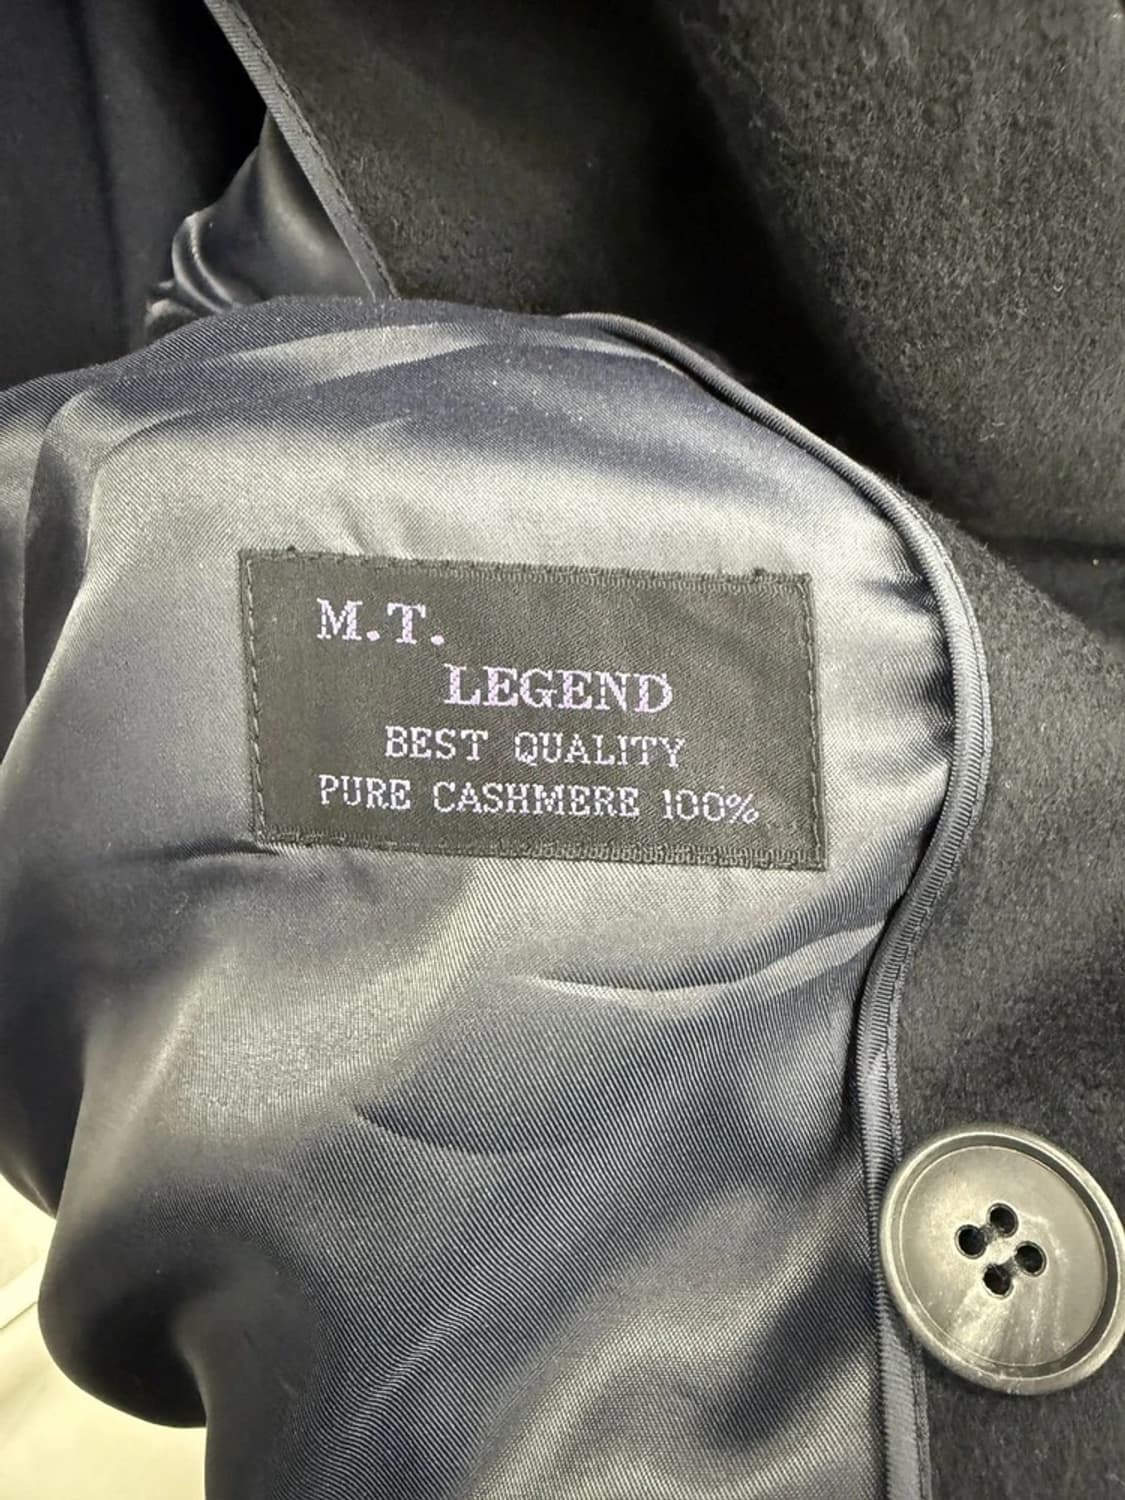 M.T.
LEGEND
BEST QUALITY
PURE CASHMERE 100%